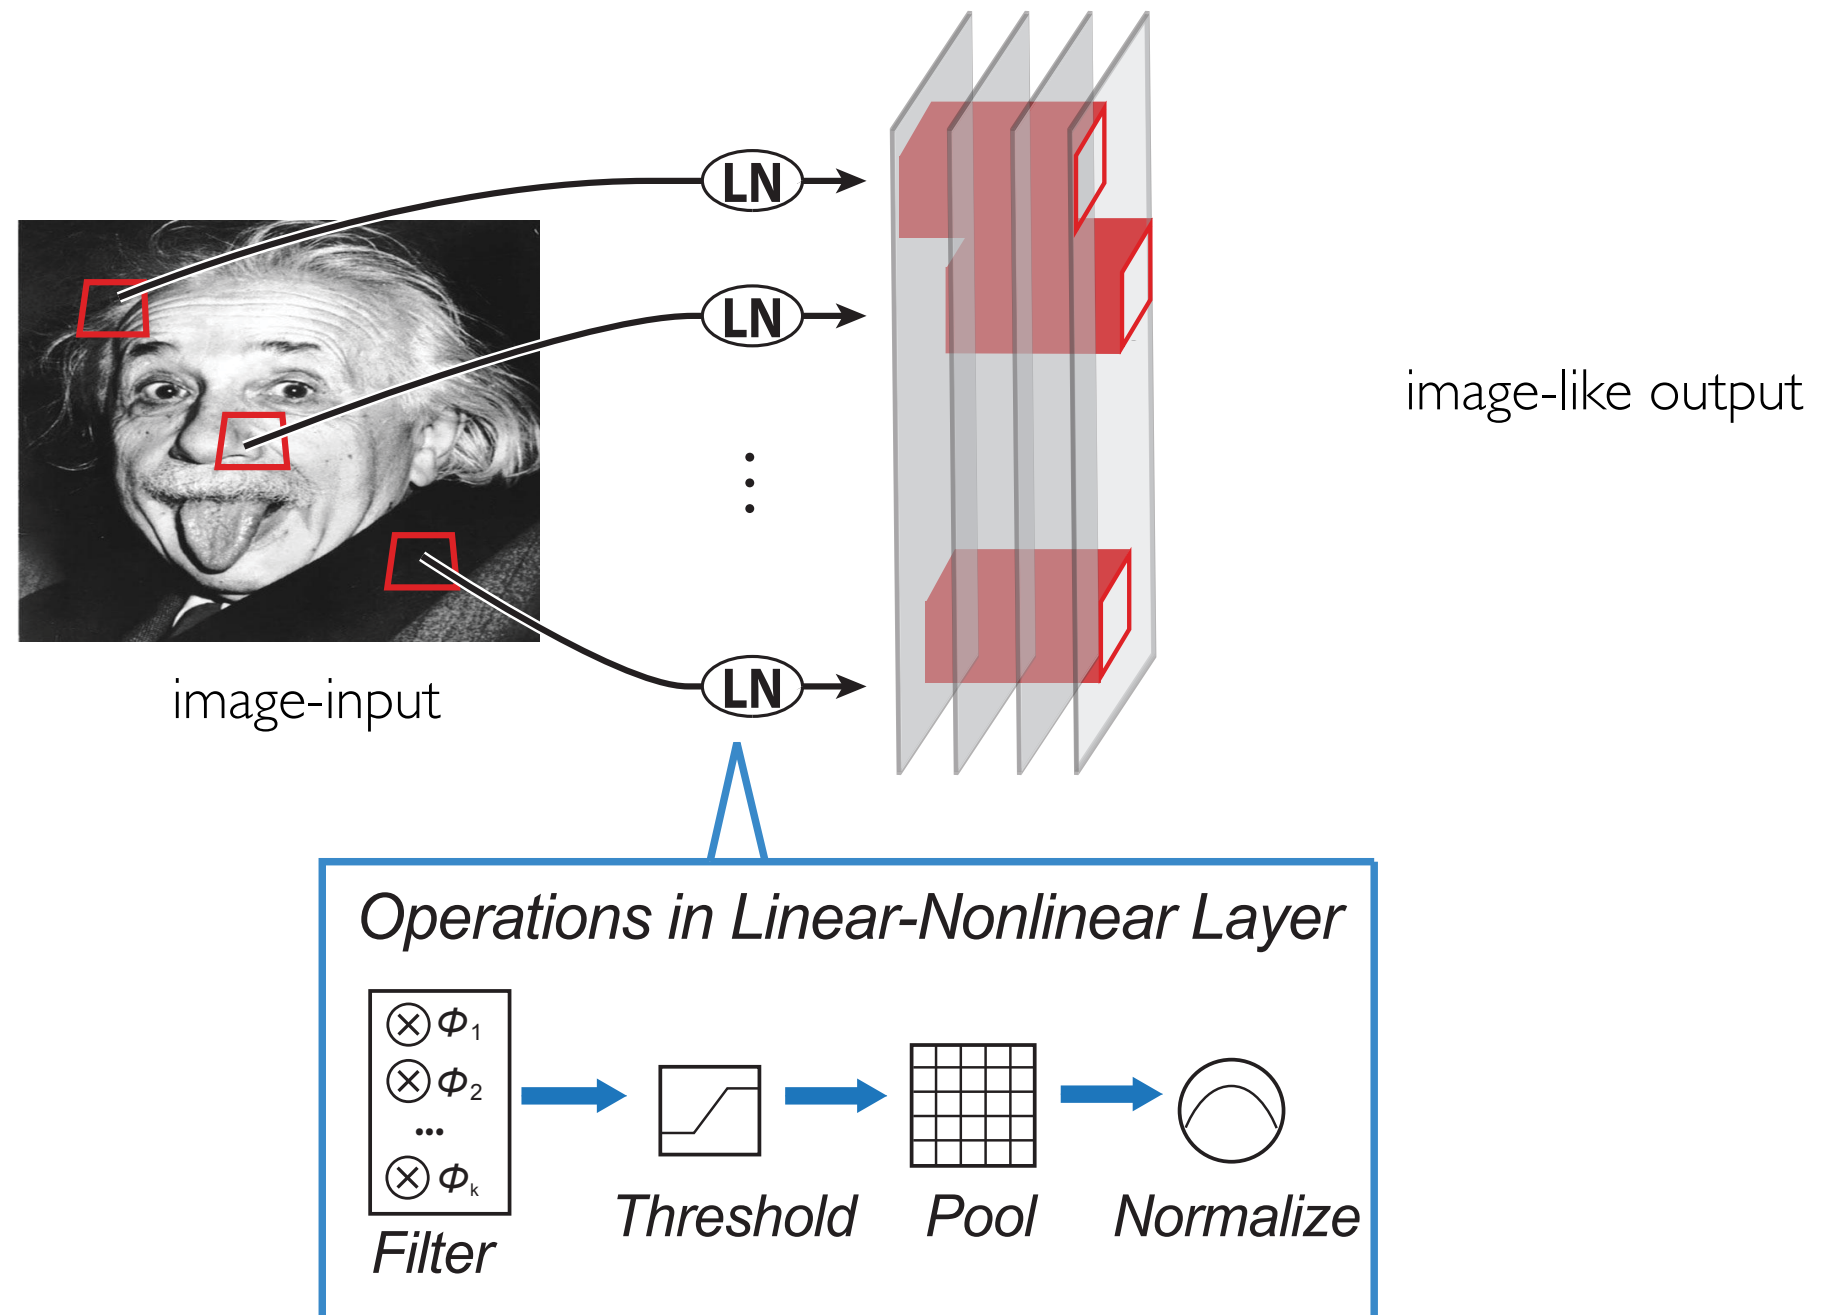 LN
LN
image-like output
LN
image-input
Operations in Linear-Nonlinear Layer
⊗ Φ1
⊗ Φ2
...
⊗ Φk
Filter
Threshold
Pool
Normalize